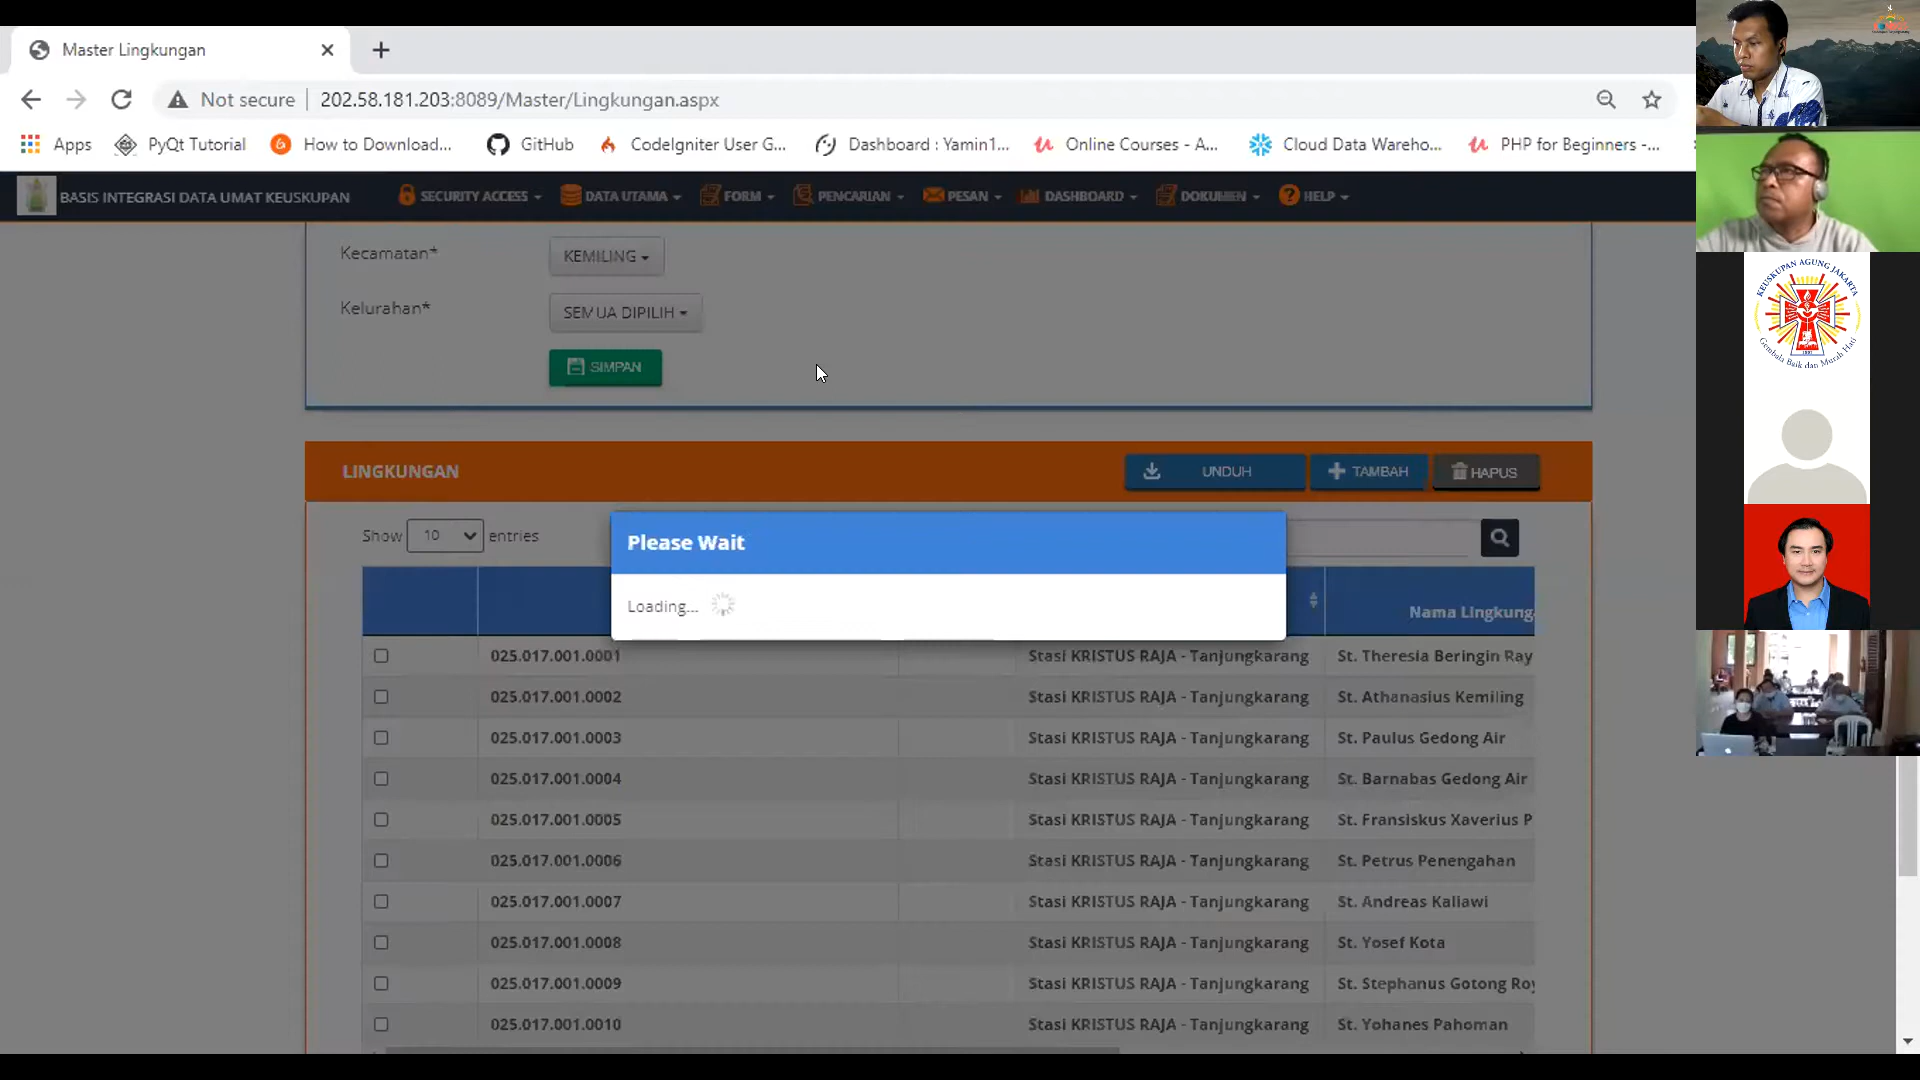 Master Lingkungan
Not secure
202.58.181.203:8089/Master/Lingkungan.aspx
Apps
PyQt Tutorial
How to Download...
GitHub
CodeIgniter User G...
Dashboard : Yamin1...
Online Courses - A...
Cloud Data Wareho...
PHP for Beginners -...
BASIS INTEGRASI DATA UMAT KEUSKUPAN
SECURITY ACCESS
DATA UTAMA
FORM
PENCARIAN
PESAN
DASHBOARD
DOKUMEN
HELP
Kecamatan*
KEMILING
Kelurahan*
SEMUA DIPILIH
SIMPAN
LINGKUNGAN
UNDUH
TAMBAH
HAPUS
Show 10 entries
Please Wait
Loading...
Nama Lingkung
025.017.001.0001 Stasi KRISTUS RAJA - Tanjungkarang St. Theresia Beringin Ray
025.017.001.0002 Stasi KRISTUS RAJA - Tanjungkarang St. Athanasius Kemiling
025.017.001.0003 Stasi KRISTUS RAJA - Tanjungkarang St. Paulus Gedong Air
025.017.001.0004 Stasi KRISTUS RAJA - Tanjungkarang St. Barnabas Gedong Air
025.017.001.0005 Stasi KRISTUS RAJA - Tanjungkarang St. Fransiskus Xaverius P
025.017.001.0006 Stasi KRISTUS RAJA - Tanjungkarang St. Petrus Penengahan
025.017.001.0007 Stasi KRISTUS RAJA - Tanjungkarang St. Andreas Kaliawi
025.017.001.0008 Stasi KRISTUS RAJA - Tanjungkarang St. Yosef Kota
025.017.001.0009 Stasi KRISTUS RAJA - Tanjungkarang St. Stephanus Gotong Roy
025.017.001.0010 Stasi KRISTUS RAJA - Tanjungkarang St. Yohanes Pahoman
KEUSKUPAN AGUNG JAKARTA
Gembala Baik dan Murah Hati